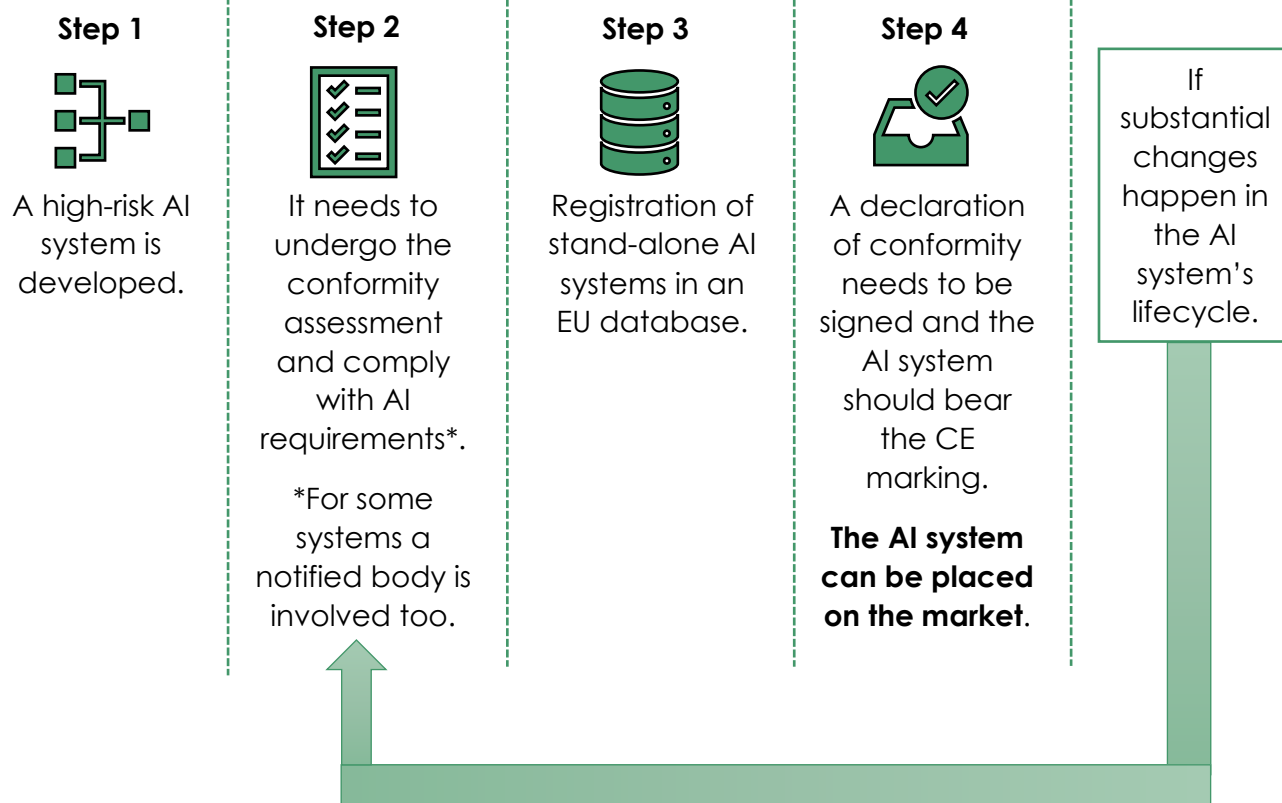 Step 1
A high-risk AI
system is
developed.
Step 2
It needs to
undergo the
conformity
assessment
and comply
with AI
requirements*.
*For some
systems a
notified body is
involved too.
Step 3
Registration of
stand-alone AI
systems in an
EU database.
Step 4
A declaration
of conformity
needs to be
signed and the
AI system
should bear
the CE
marking.
The AI system
can be placed
on the market.
If
substantial
changes
happen in
the AI
system’s
lifecycle.